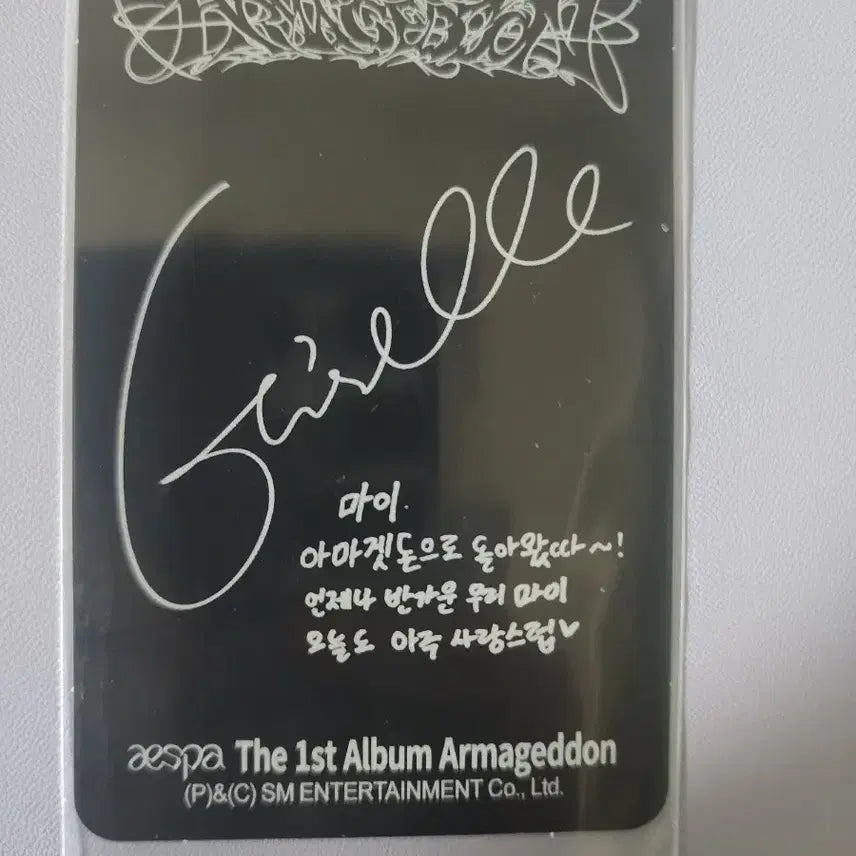 ARMAGEDDON
Giselle
마이.
아마겟돈으로 돌아왔따~!
언제나 반가운 우리 마이
오늘도 아주 사랑스럽♥
aespa The 1st Album Armageddon
(P)&(C) SM ENTERTAINMENT Co., Ltd.